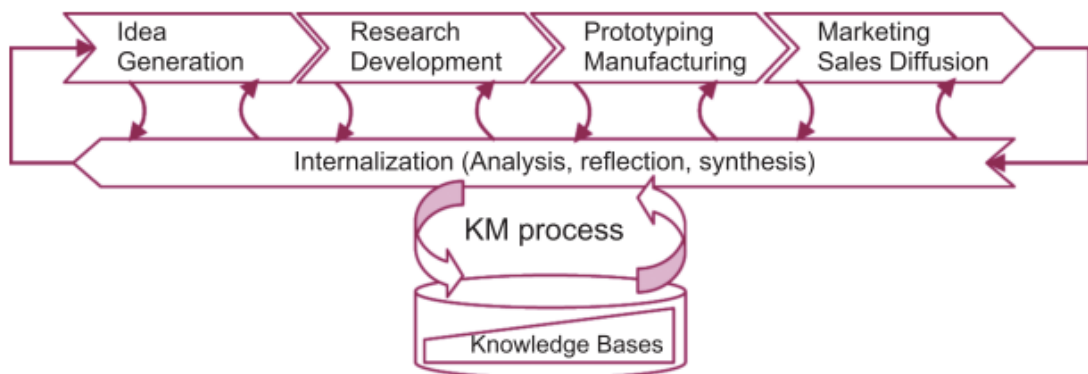 Idea
Generation
Research
Development
Prototyping
Manufacturing
Marketing
Sales Diffusion
Internalization (Analysis, reflection, synthesis)
KM process
Knowledge Bases